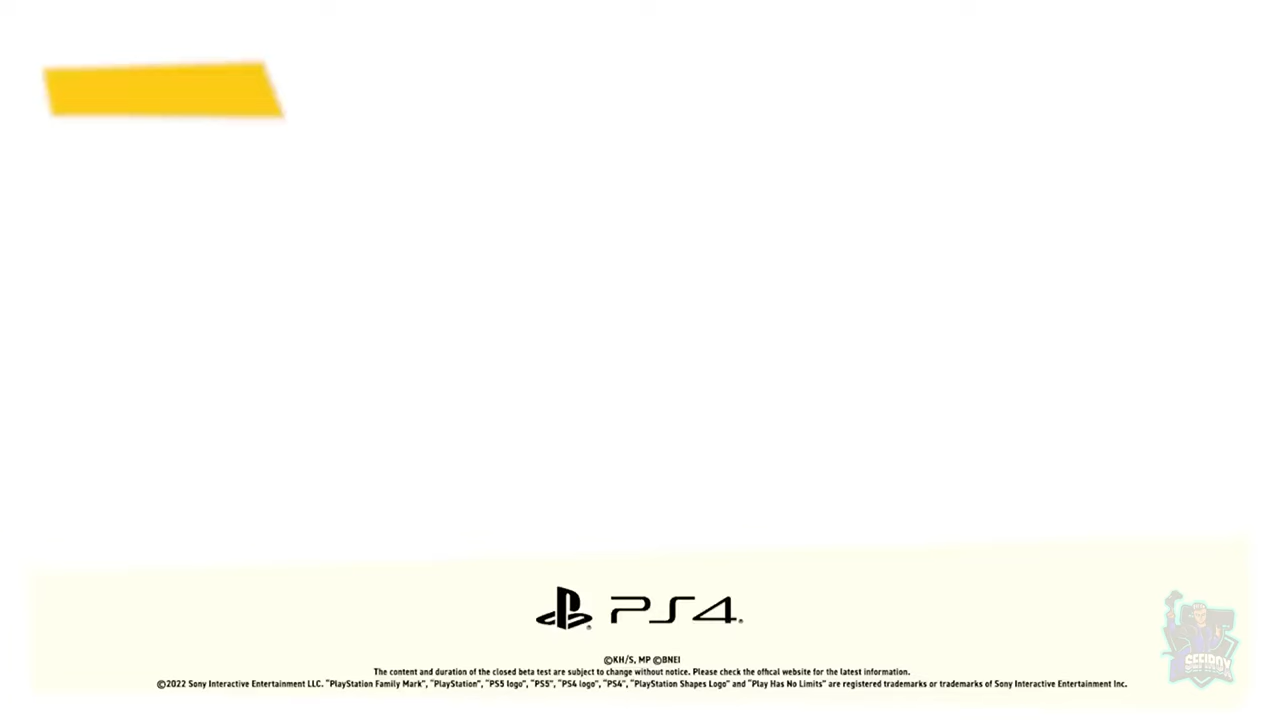 PS4®
©KH/S, MP ©BNEI
The content and duration of the closed beta test are subject to change without notice. Please check the offcal website for the latest information.
©2022 Sony Interactive Entertainment LLC. "PlayStation Family Mark", "PlayStation", "PS5 logo", "PS5", "PS4 logo", "PS4", "PlayStation Shapes Logo" and "Play Has No Limits" are registered trademarks or trademarks of Sony Interactive Entertainment Inc.
SEFIROX